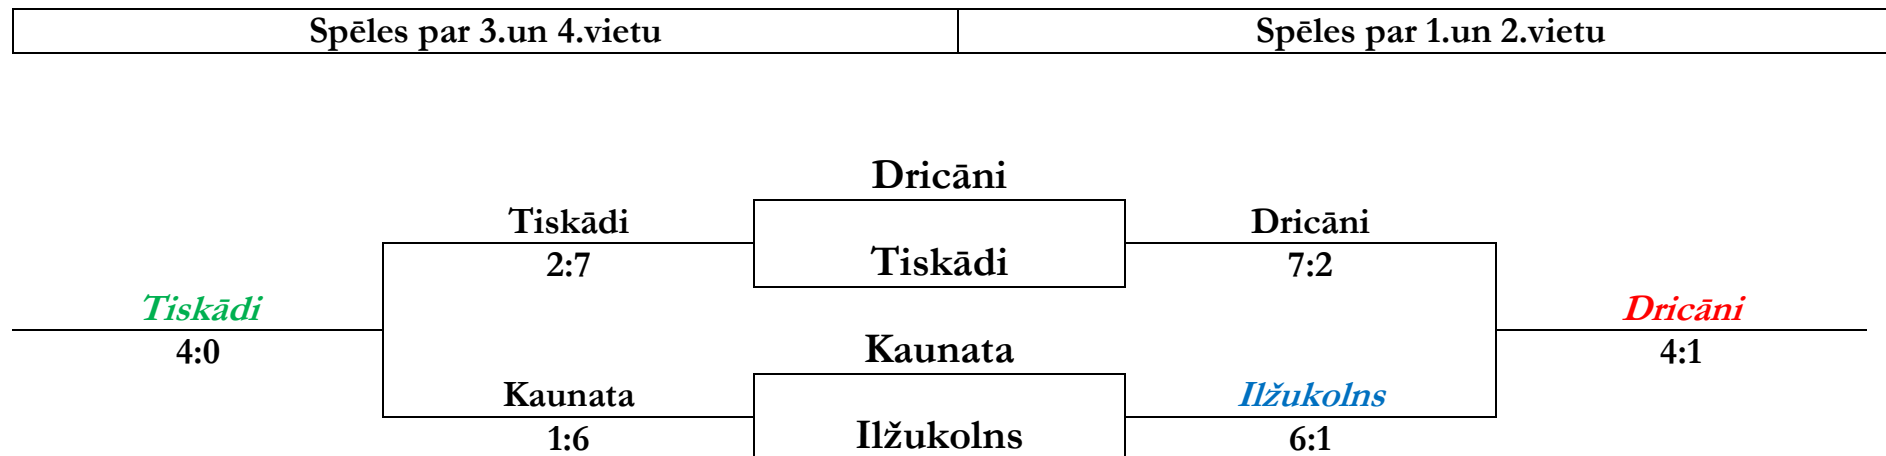 Spēles par 3.un 4.vietu
Spēles par 1.un 2.vietu
Dricāni
Tiskādi
Dricāni
2:7
Tiskādi
7:2
Tiskādi
Dricāni
4:0
Kaunata
4:1
Kaunata
Ilžukolns
1:6
Ilžukolns
6:1